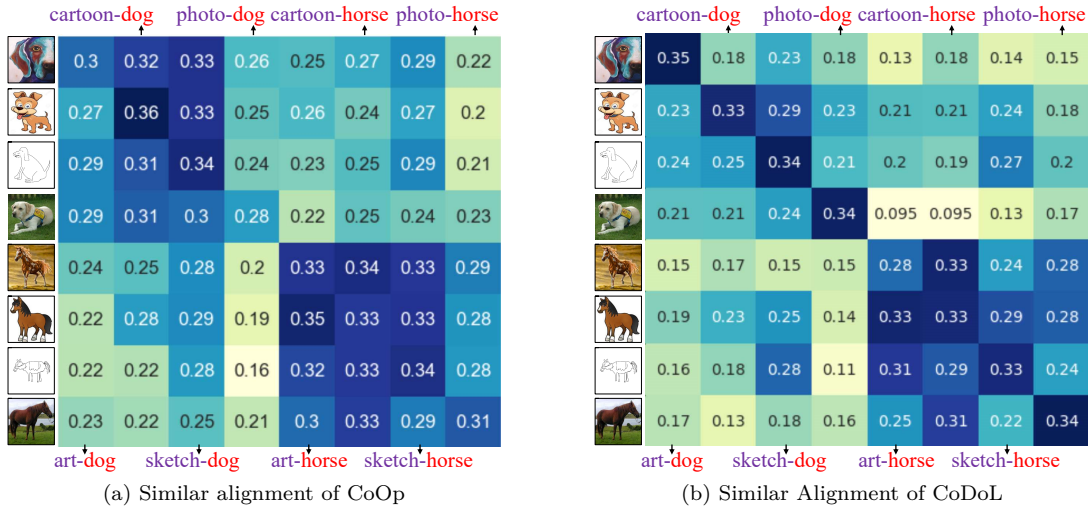 cartoon-dog photo-dog cartoon-horse photo-horse
0.3 0.32 0.33 0.26 0.25 0.27 0.29 0.22
0.27 0.36 0.33 0.25 0.26 0.24 0.27 0.2
0.29 0.31 0.34 0.24 0.23 0.25 0.29 0.21
0.29 0.31 0.3 0.28 0.22 0.25 0.24 0.23
0.24 0.25 0.28 0.2 0.33 0.34 0.33 0.29
0.22 0.28 0.29 0.19 0.35 0.33 0.33 0.28
0.22 0.22 0.28 0.16 0.32 0.33 0.34 0.28
0.23 0.22 0.25 0.21 0.3 0.33 0.29 0.31
art-dog sketch-dog art-horse sketch-horse
(a) Similar alignment of CoOp
cartoon-dog photo-dog cartoon-horse photo-horse
0.35 0.18 0.23 0.18 0.13 0.18 0.14 0.15
0.23 0.33 0.29 0.23 0.21 0.21 0.24 0.18
0.24 0.25 0.34 0.21 0.2 0.19 0.27 0.2
0.21 0.21 0.24 0.34 0.095 0.095 0.13 0.17
0.15 0.17 0.15 0.15 0.28 0.33 0.24 0.28
0.19 0.23 0.25 0.14 0.33 0.33 0.29 0.28
0.16 0.18 0.28 0.11 0.31 0.29 0.33 0.24
0.17 0.13 0.18 0.16 0.25 0.31 0.22 0.34
art-dog sketch-dog art-horse sketch-horse
(b) Similar Alignment of CoDoL